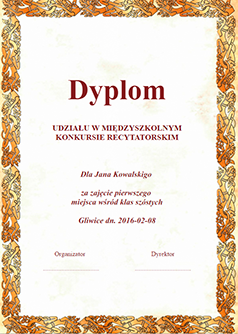 Dyplom
UDZIAŁU W MIĘDZYSZKOLNYM
KONKURSIE RECYTATORSKIM
Dla Jana Kowalskigo
za zajęcie pierwszego
miejsca wśród klas szóstych
Gliwice dn. 2016-02-08
Organizator Dyrektor